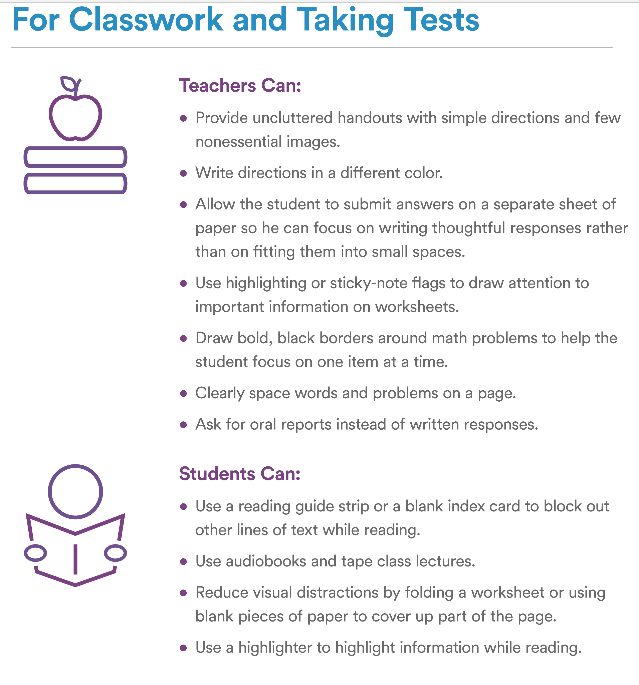 For Classwork and Taking Tests
Teachers Can:
• Provide uncluttered handouts with simple directions and few
nonessential images.
• Write directions in a different color.
• Allow the student to submit answers on a separate sheet of
paper so he can focus on writing thoughtful responses rather
than on fitting them into small spaces.
• Use highlighting or sticky-note flags to draw attention to
important information on worksheets.
• Draw bold, black borders around math problems to help the
student focus on one item at a time.
• Clearly space words and problems on a page.
• Ask for oral reports instead of written responses.
Students Can:
• Use a reading guide strip or a blank index card to block out
other lines of text while reading.
• Use audiobooks and tape class lectures.
• Reduce visual distractions by folding a worksheet or using
blank pieces of paper to cover up part of the page.
• Use a highlighter to highlight information while reading.